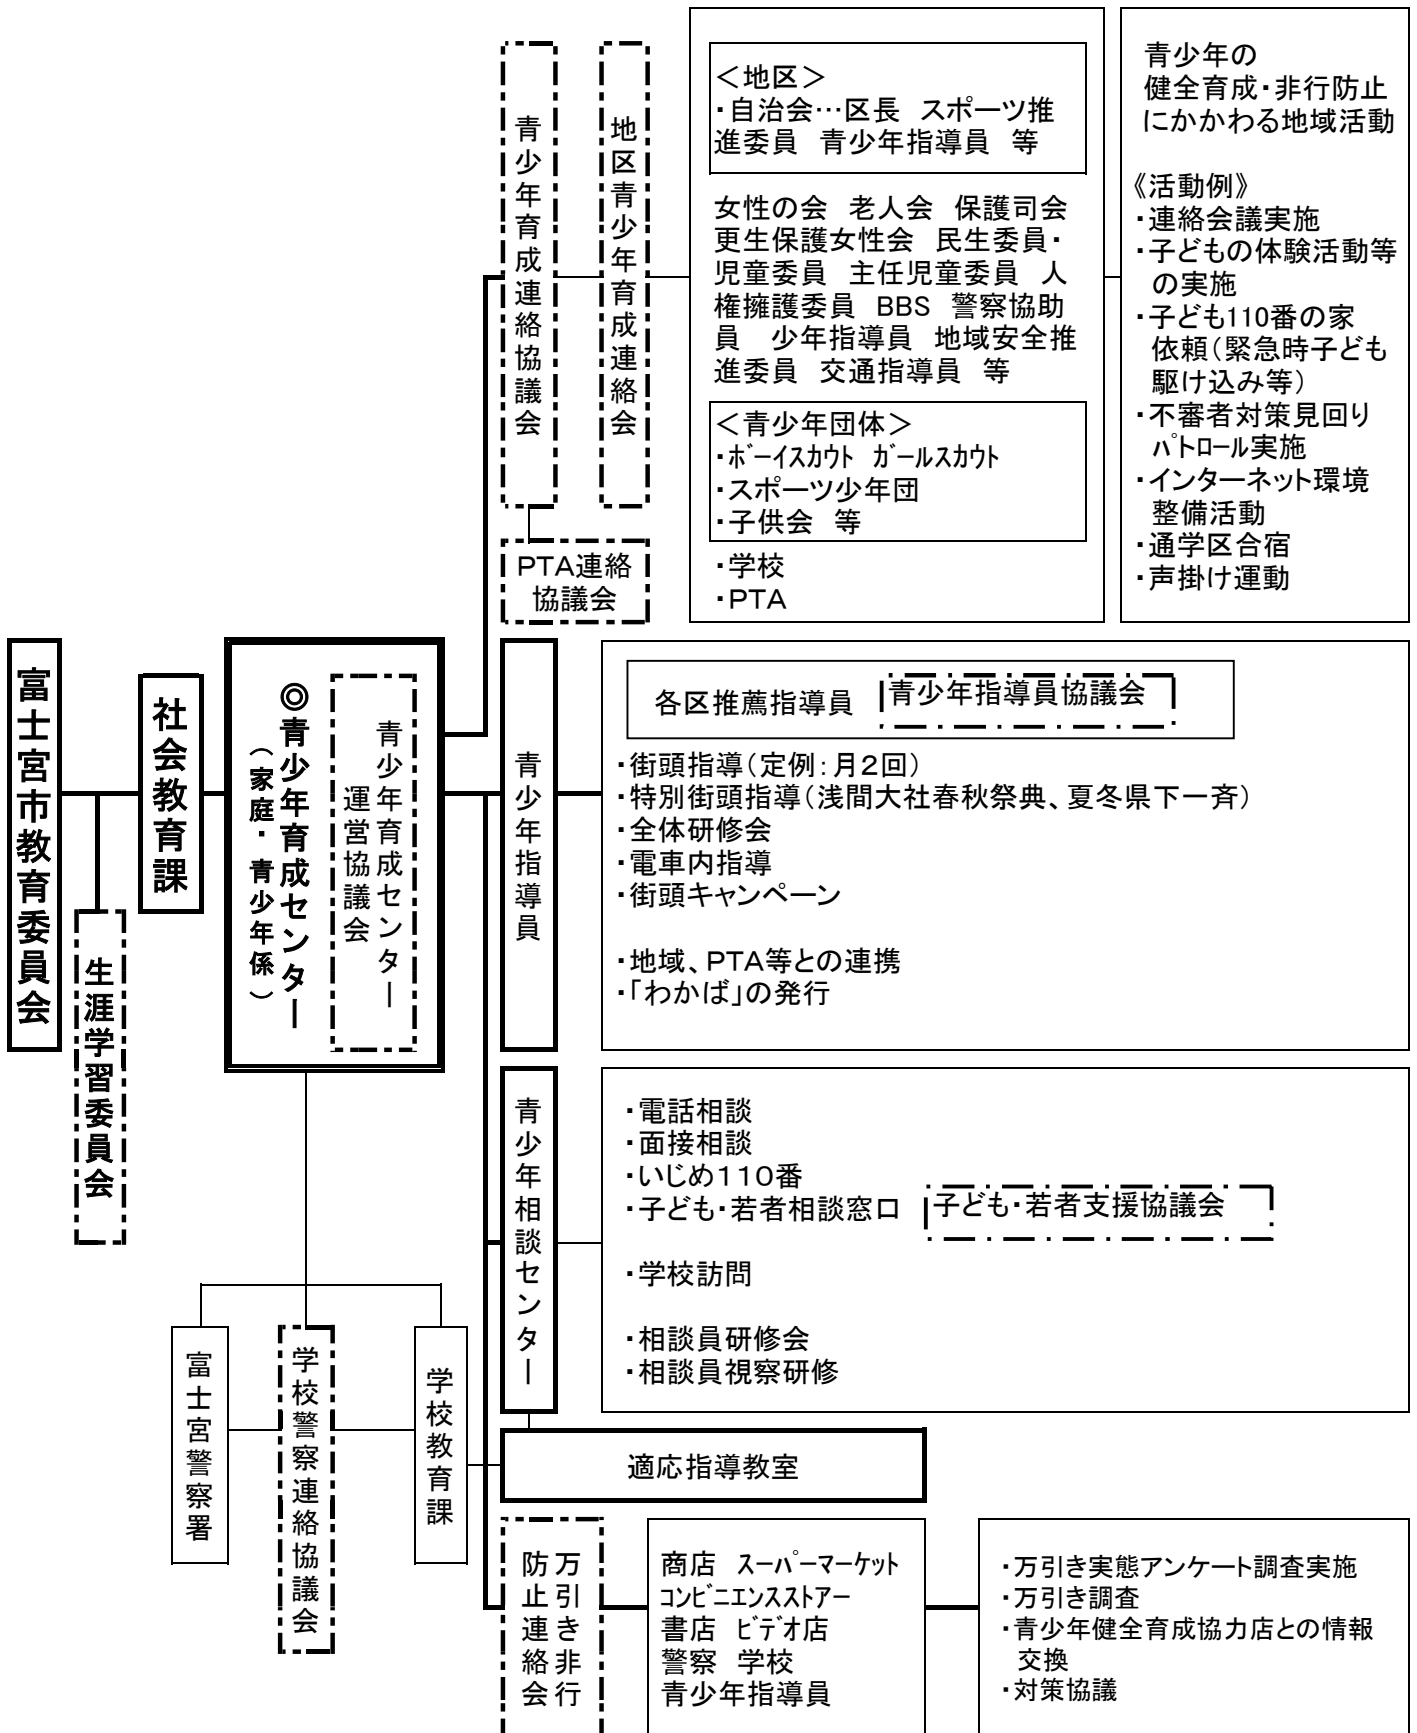 青少年育成連絡協議会
地区青少年育成連絡会
PTA連絡
協議会
＜地区＞
・自治会…区長　スポーツ推
進委員　青少年指導員　等
女性の会　老人会　保護司会
更生保護女性会　民生委員・
児童委員　主任児童委員　人
権擁護委員　BBS　警察協助
員　少年指導員　地域安全推
進委員　交通指導員　等
＜青少年団体＞
・ﾎﾞｰｲｽｶｳﾄ　ｶﾞｰﾙｽｶｳﾄ
・スポーツ少年団
・子供会　等
・学校
・PTA
青少年の
健全育成・非行防止
にかかわる地域活動
《活動例》
・連絡会議実施
・子どもの体験活動等
の実施
・子ども110番の家
依頼（緊急時子ども
駆け込み等）
・不審者対策見回り
ﾊﾟﾄﾛｰﾙ実施
・インターネット環境
整備活動
・通学区合宿
・声掛け運動
富士宮市教育委員会
生涯学習委員会
社会教育課
◎青少年育成センター
（家庭・青少年係）
青少年育成センター
運営協議会
青少年指導員
各区推薦指導員
青少年指導員協議会
・街頭指導（定例：月２回）
・特別街頭指導（浅間大社春秋祭典、夏冬県下一斉）
・全体研修会
・電車内指導
・街頭キャンペーン
・地域、PTA等との連携
・「わかば」の発行
青少年相談センター
・電話相談
・面接相談
・いじめ１１０番
・子ども・若者相談窓口
子ども・若者支援協議会
・学校訪問
・相談員研修会
・相談員視察研修
富士宮警察署
学校警察連絡協議会
学校教育課
適応指導教室
万引き非行
防止連絡会
商店　ｽｰﾊﾟｰﾏｰｹｯﾄ
ｺﾝﾋﾞﾆｴﾝｽｽﾄｱｰ
書店　ﾋﾞﾃﾞｵ店
警察　学校
青少年指導員
・万引き実態アンケート調査実施
・万引き調査
・青少年健全育成協力店との情報
交換
・対策協議